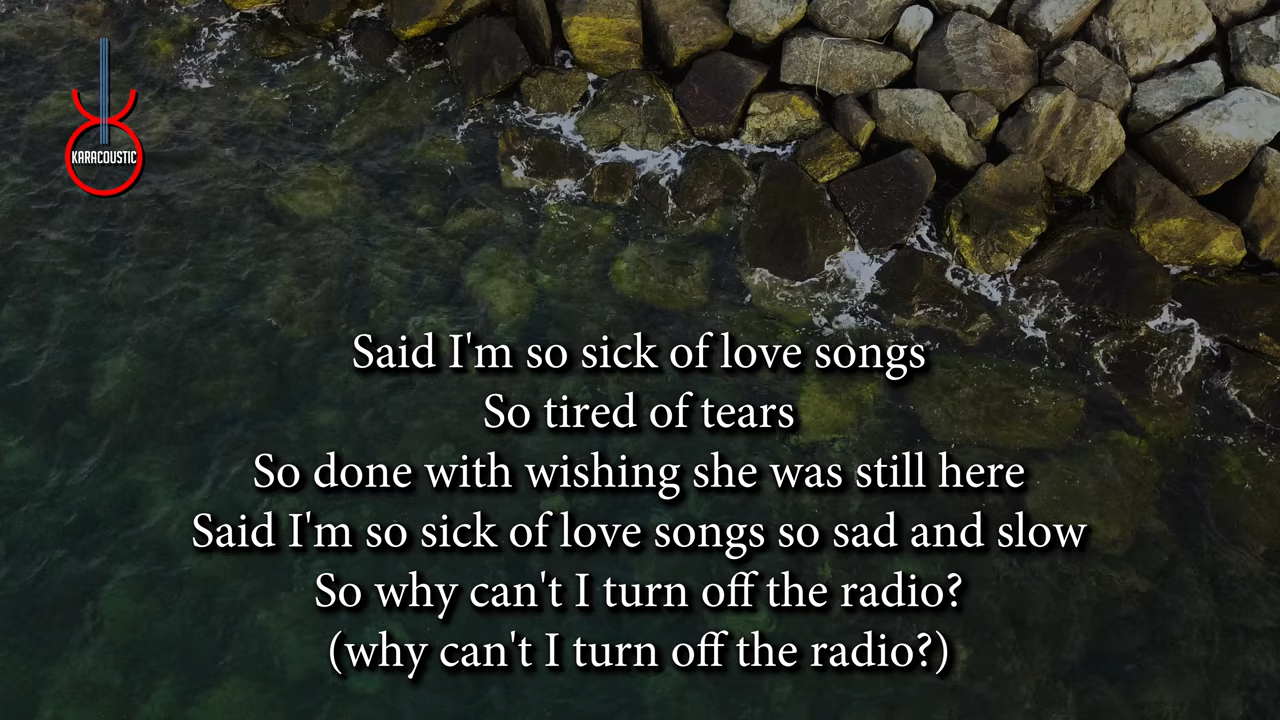 KARACOUSTIC
Said I'm so sick of love songs
So tired of tears
So done with wishing she was still here
Said I'm so sick of love songs so sad and slow
So why can't I turn off the radio?
(why can't I turn off the radio?)